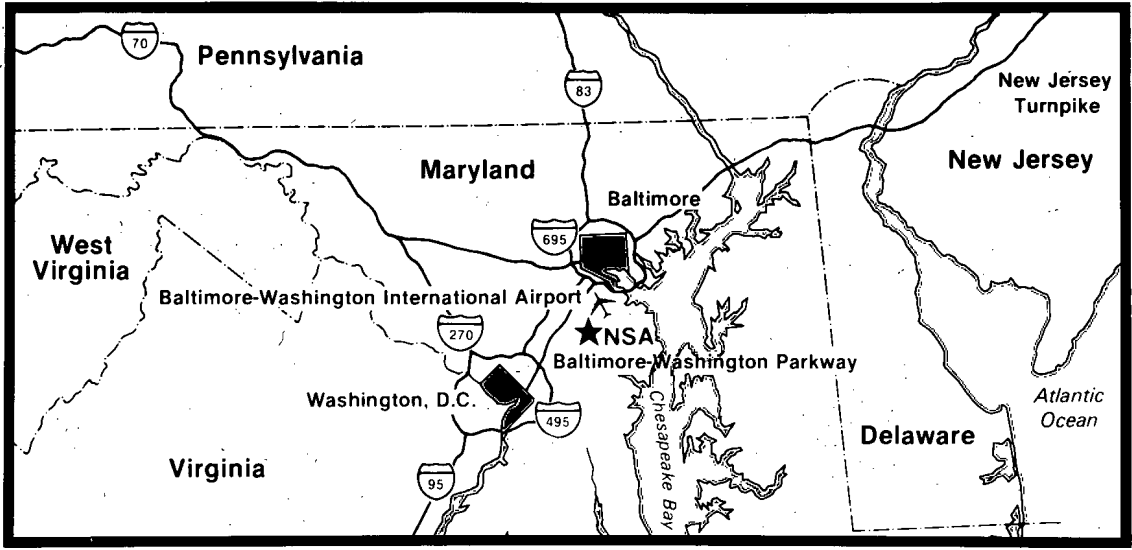 70
Pennsylvania
83
New Jersey
Turnpike
Maryland
New Jersey
Baltimore
695
West
Virginia
Baltimore-Washington International Airport
270
NSA
Baltimore-Washington Parkway
Washington, D.C.
495
Chesapeake Bay
Atlantic
Ocean
Delaware
Virginia
95